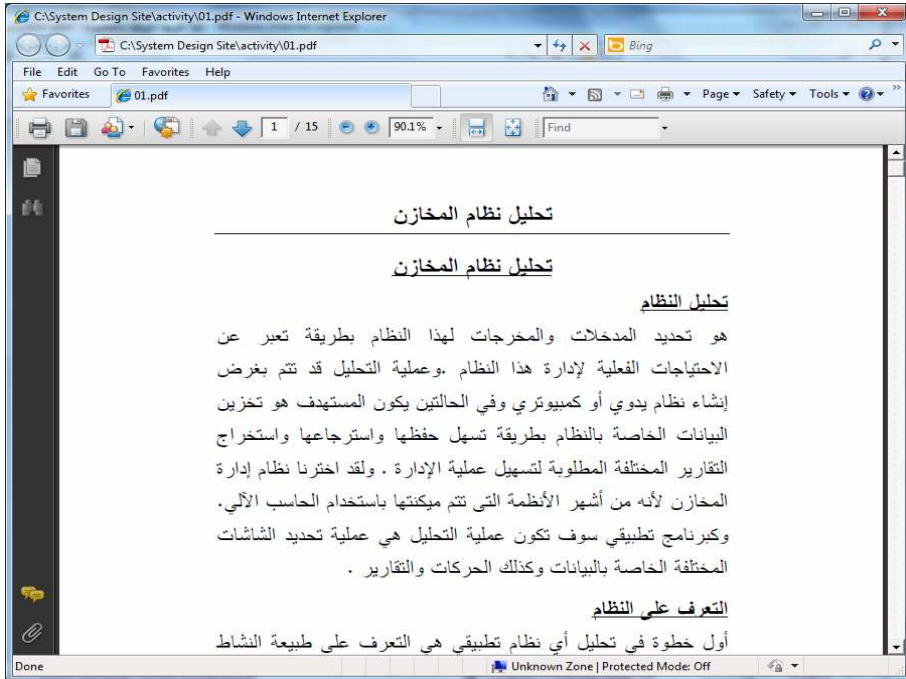 C:\System Design Site\activity\01.pdf - Windows Internet Explorer
C:\System Design Site\activity\01.pdf
Bing
File Edit Go To Favorites Help
Favorites 01.pdf Page Safety Tools
1 / 15 90.1% Find
تحليل نظام المخازن
تحليل نظام المخازن
تحليل النظام
هو تحديد المدخلات والمخرجات لهذا النظام بطريقة تعبر عن
الاحتياجات الفعلية لإدارة هذا النظام .وعملية التحليل قد تتم بغرض
إنشاء نظام يدوي أو كمبيوتري وفي الحالتين يكون المستهدف هو تخزين
البيانات الخاصة بالنظام بطريقة تسهل حفظها واسترجاعها واستخراج
التقارير المختلفة المطلوبة لتسهيل عملية الإدارة . ولقد اخترنا نظام إدارة
المخازن لأنه من أشهر الأنظمة التى تتم ميكنتها باستخدام الحاسب الآلي.
وكبرنامج تطبيقي سوف تكون عملية التحليل هي عملية تحديد الشاشات
المختلفة الخاصة بالبيانات وكذلك الحركات والتقارير .
التعرف على النظام
أول خطوة في تحليل أي نظام تطبيقي هي التعرف على طبيعة النشاط
Done Unknown Zone | Protected Mode: Off